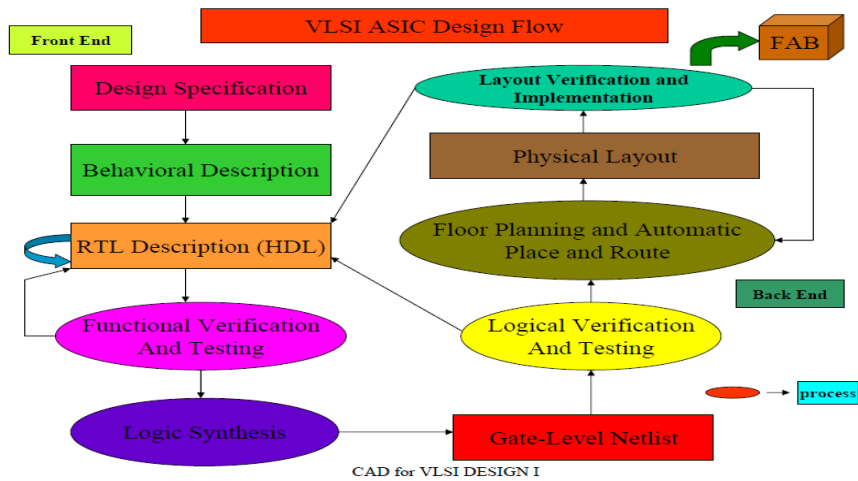 VLSI ASIC Design Flow
Front End
FAB
Design Specification
Behavioral Description
RTL Description (HDL)
Functional Verification
And Testing
Logic Synthesis
Gate-Level Netlist
Logical Verification
And Testing
Floor Planning and Automatic
Place and Route
Physical Layout
Layout Verification and
Implementation
Back End
process
CAD for VLSI DESIGN I